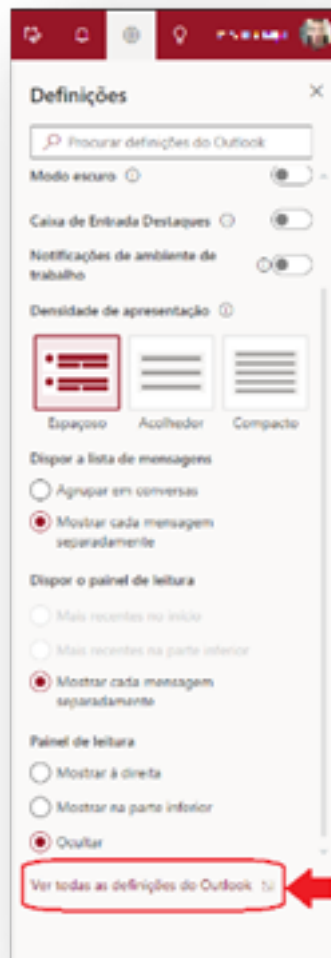 Definições
Procurar definições do Outlook
Modo escuro
Caixa de Entrada Destaques
Notificações de ambiente de
trabalho
Densidade de apresentação
Espaçoso Acolhedor Compacto
Dispor a lista de mensagens
Agrupar em conversas
Mostrar cada mensagem
separadamente
Dispor o painel de leitura
Mais recentes no início
Mais recentes na parte inferior
Mostrar cada mensagem
separadamente
Painel de leitura
Mostrar à direita
Mostrar na parte inferior
Ocultar
Ver todas as definições do Outlook